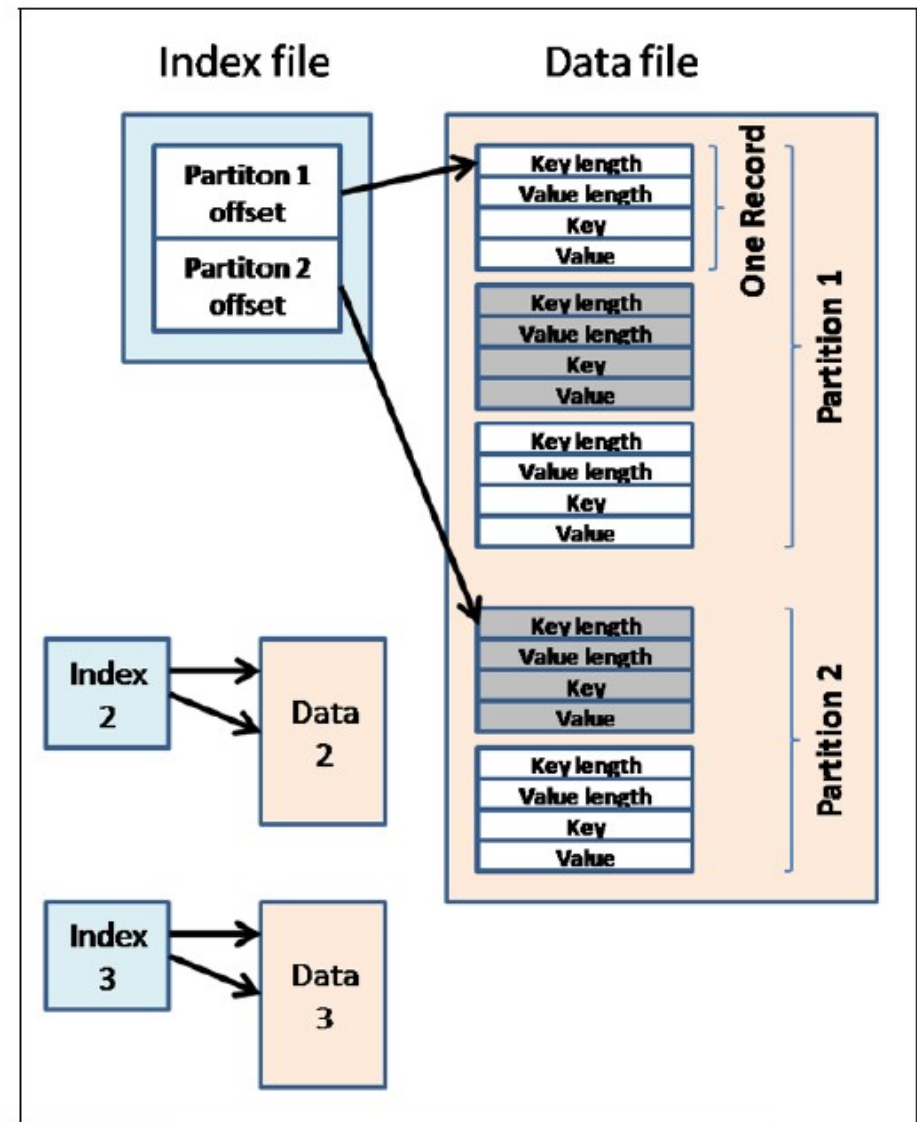 Index file
Data file
Partiton 1
offset
Partiton 2
offset
Key length
Value length
Key
Value
Key length
Value length
Key
Value
Key length
Value length
Key
Value
One Record
Partition 1
Key length
Value length
Key
Value
Key length
Value length
Key
Value
Partition 2
Index
2
Data
2
Index
3
Data
3